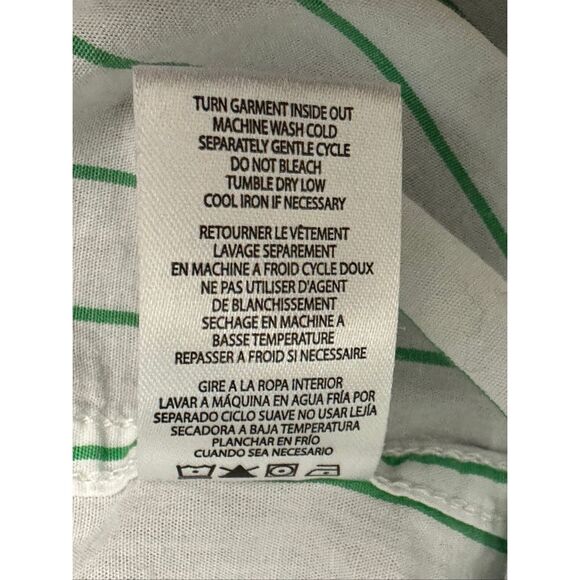 TURN GARMENT INSIDE OUT
MACHINE WASH COLD
SEPARATELY GENTLE CYCLE
DO NOT BLEACH
TUMBLE DRY LOW
COOL IRON IF NECESSARY
RETOURNER LE VÊTEMENT
LAVAGE SEPAREMENT
EN MACHINE A FROID CYCLE DOUX
NE PAS UTILISER D'AGENT
DE BLANCHISSEMENT
SECHAGE EN MACHINE A
BASSE TEMPERATURE
REPASSER A FROID SI NECESSAIRE
GIRE A LA ROPA INTERIOR
LAVAR A MÁQUINA EN AGUA FRÍA POR
SEPARADO CICLO SUAVE NO USAR LEJÍA
SECADORA A BAJA TEMPERATURA
PLANCHAR EN FRÍO
CUANDO SEA NECESARIO